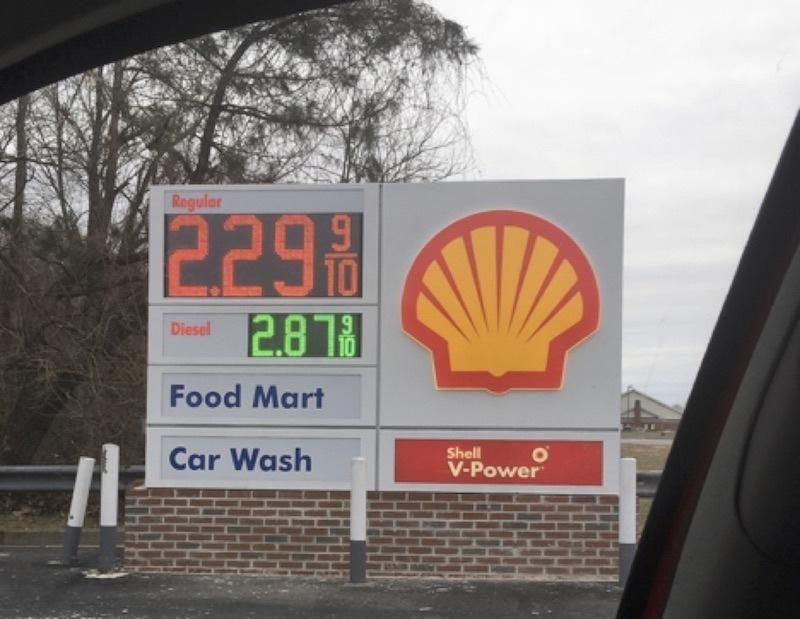 Regular
2.29 9/10
Diesel
2.87 9/10
Food Mart
Car Wash
Shell
V-Power